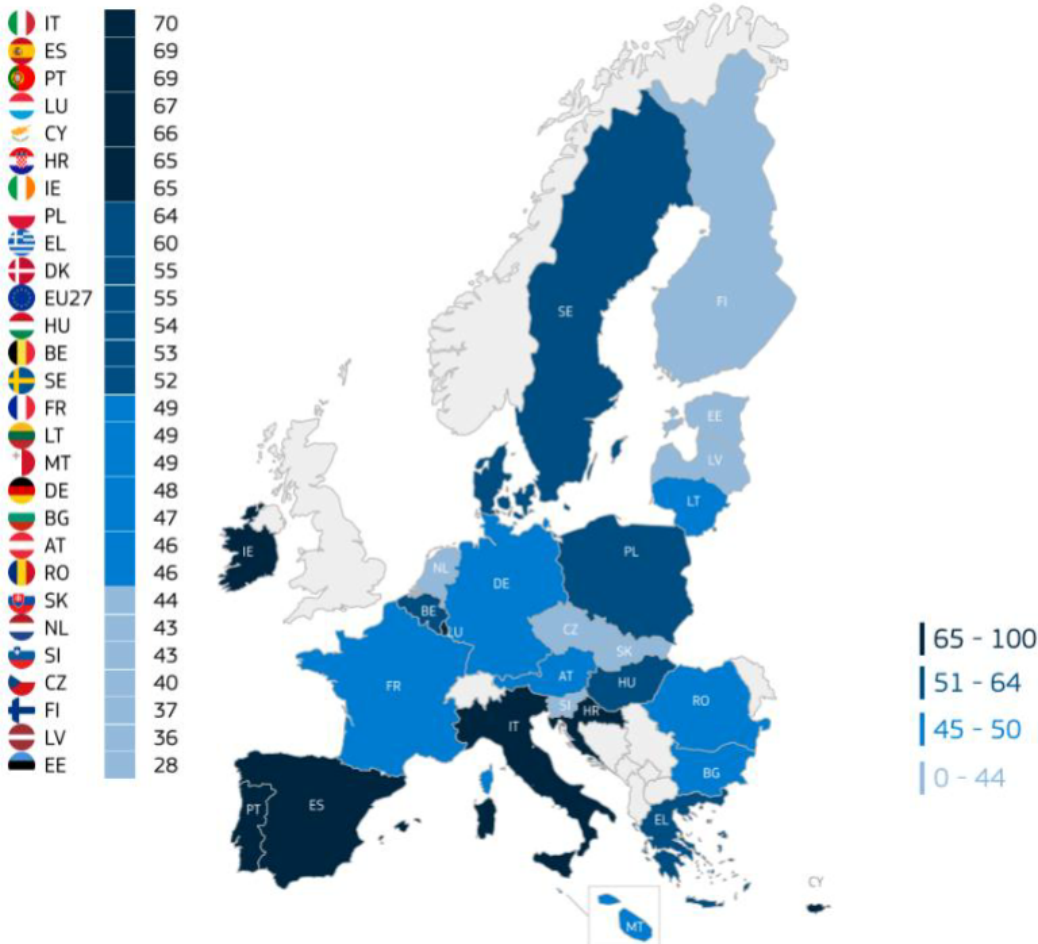 IT 70
ES 69
PT 69
LU 67
CY 66
HR 65
IE 65
PL 64
EL 60
DK 55
EU27 55
HU 54
BE 53
SE 52
FR 49
LT 49
MT 49
DE 48
BG 47
AT 46
RO 46
SK 44
NL 43
SI 43
CZ 40
FI 37
LV 36
EE 28
FI
SE
EE
LV
LT
IE
PL
NL
DE
BE
LU
CZ
SK
FR
AT
HU
RO
SI
HR
IT
BG
PT
ES
EL
CY
MT
65 - 100
51 - 64
45 - 50
0 - 44